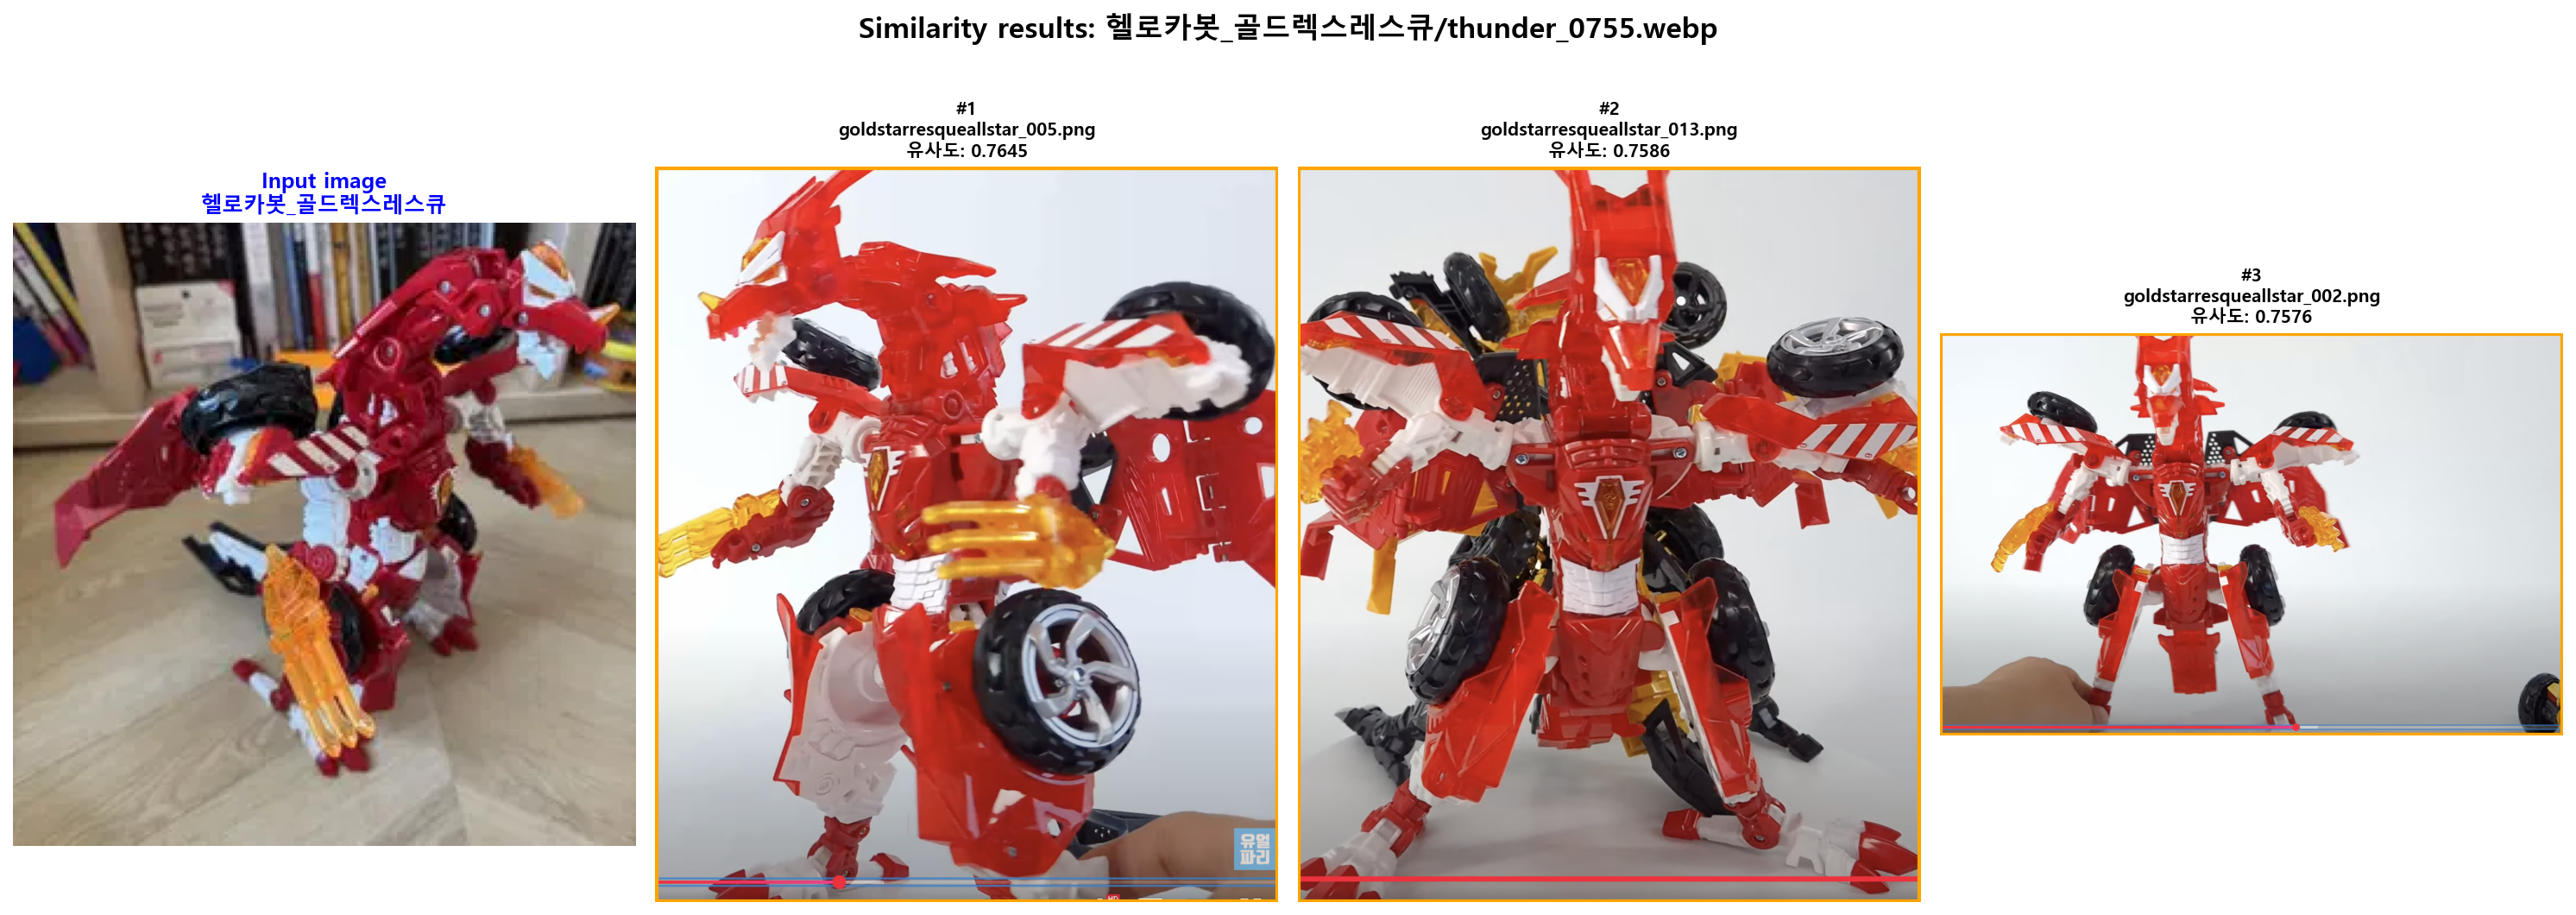 Similarity results: 헬로카봇_골드렉스레스큐/thunder_0755.webp
Input image
헬로카봇_골드렉스레스큐
#1
goldstarresqueallstar_005.png
유사도: 0.7645
#2
goldstarresqueallstar_013.png
유사도: 0.7586
#3
goldstarresqueallstar_002.png
유사도: 0.7576
유얼
파리
HD